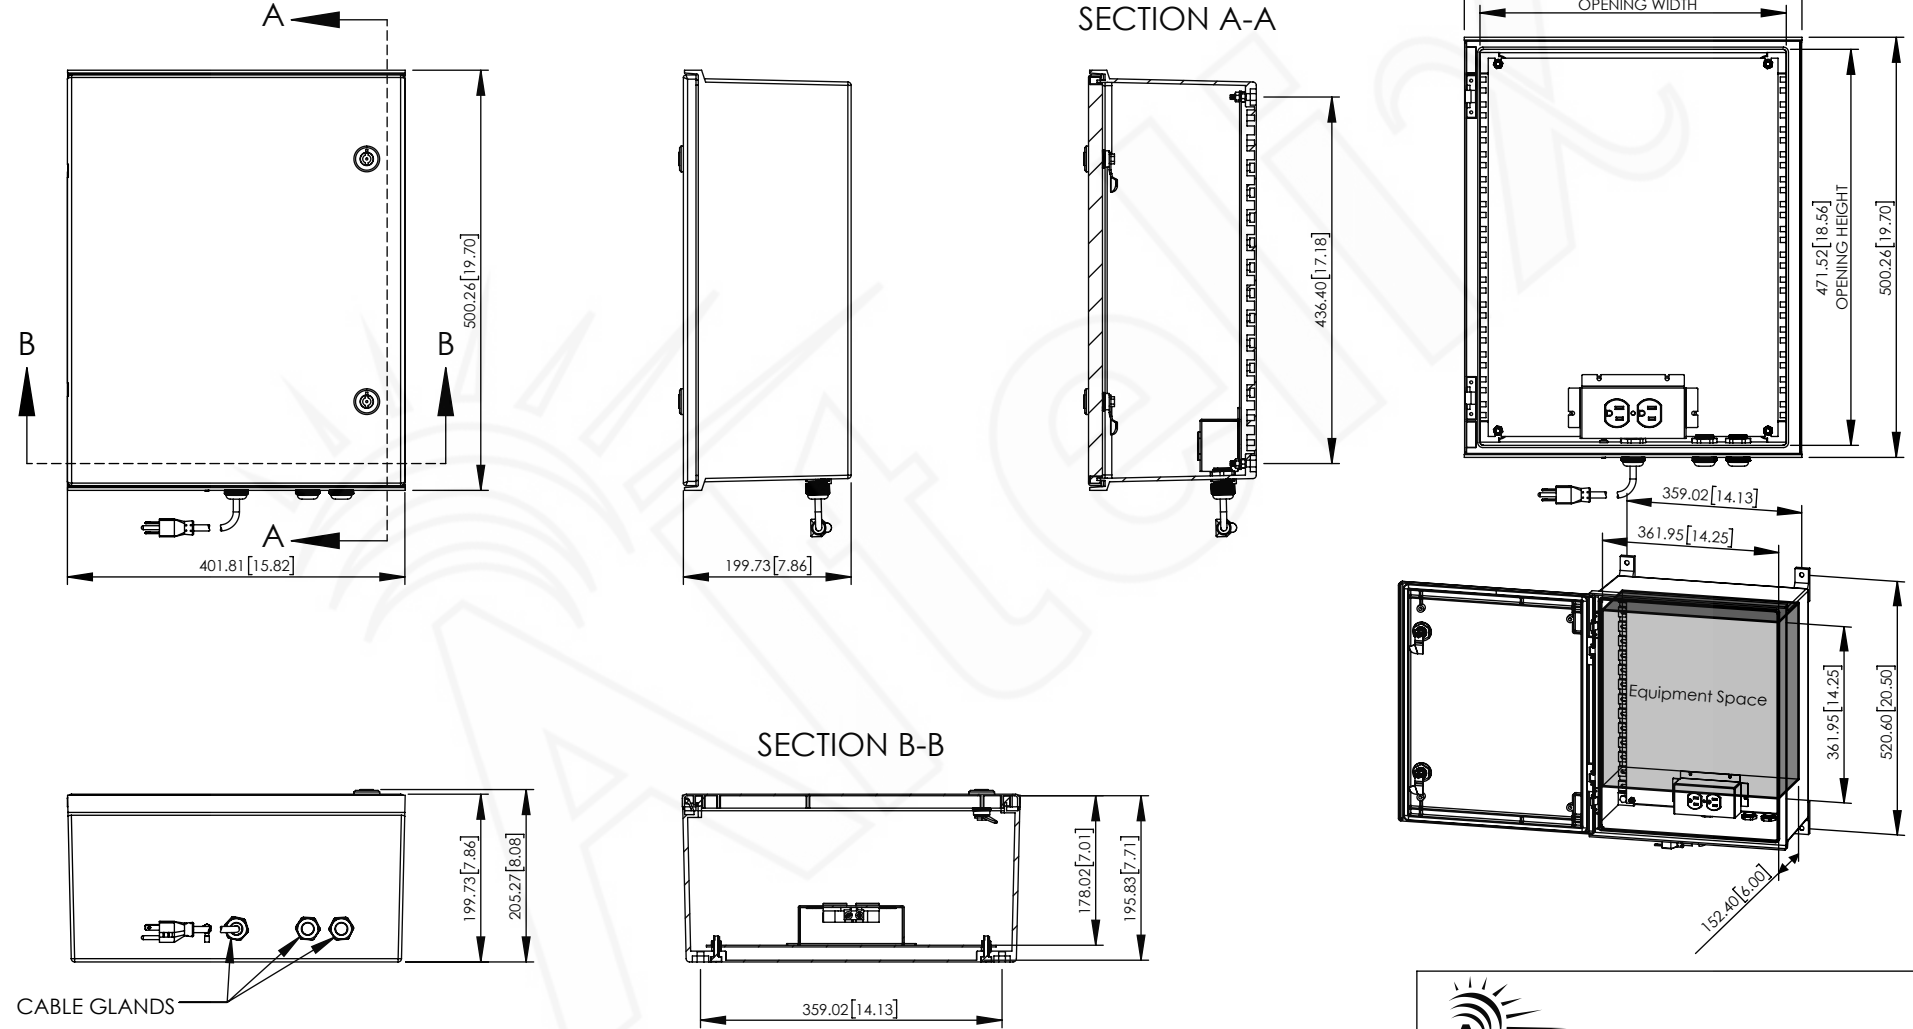 A
SECTION A-A
OPENING WIDTH
500.26[19.70]
436.40[17.18]
471.52[18.56]
OPENING HEIGHT
500.26[19.70]
B
B
A
401.81[15.82]
199.73[7.86]
359.02[14.13]
361.95[14.25]
Equipment Space
361.95[14.25]
520.60[20.50]
152.40[6.00]
SECTION B-B
199.73[7.86]
205.27[8.08]
178.02[7.01]
195.83[7.71]
CABLE GLANDS
359.02[14.13]
Altelix